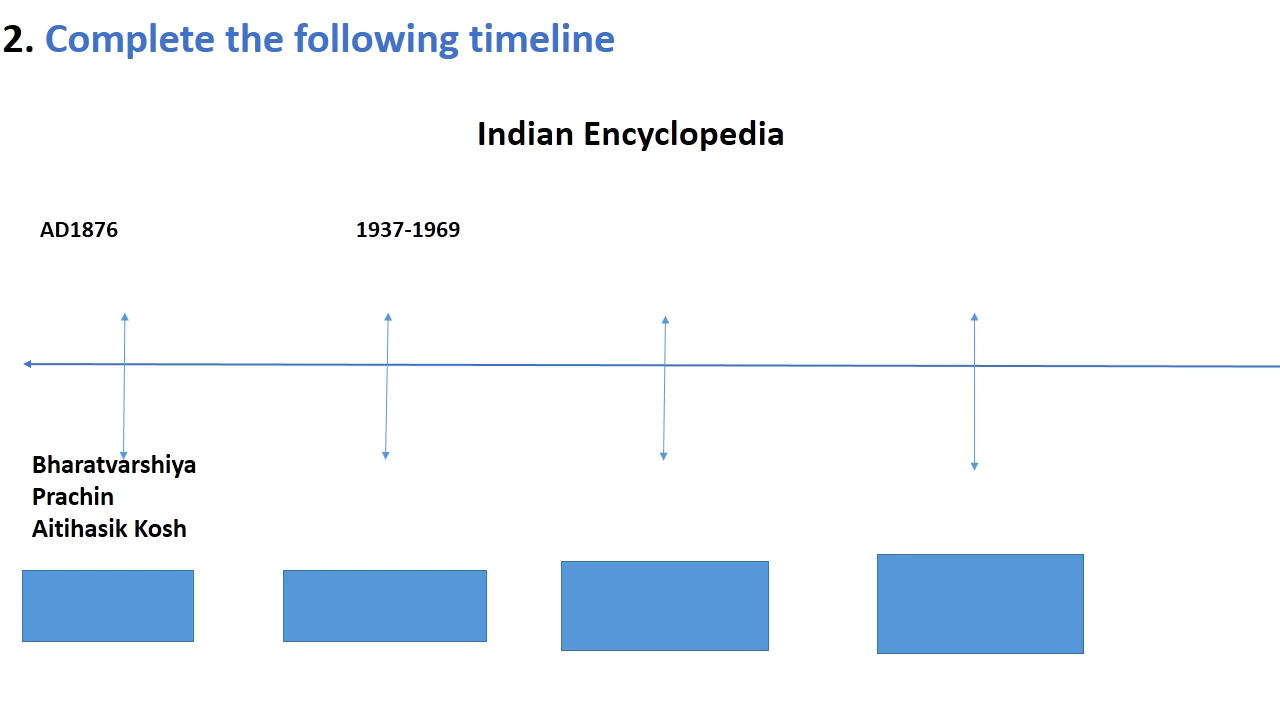 2. Complete the following timeline
Indian Encyclopedia
AD1876
1937-1969
Bharatvarshiya
Prachin
Aitihasik Kosh